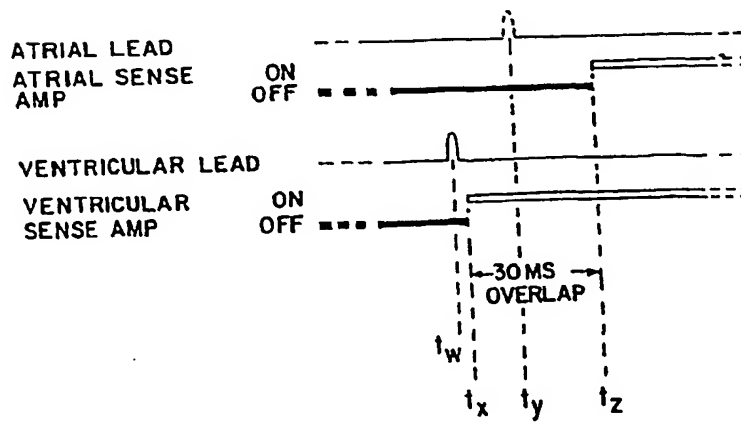 ATRIAL LEAD
ATRIAL SENSE ON
AMP OFF
VENTRICULAR LEAD
VENTRICULAR ON
SENSE AMP OFF
30 MS
OVERLAP
tw
tx ty tz